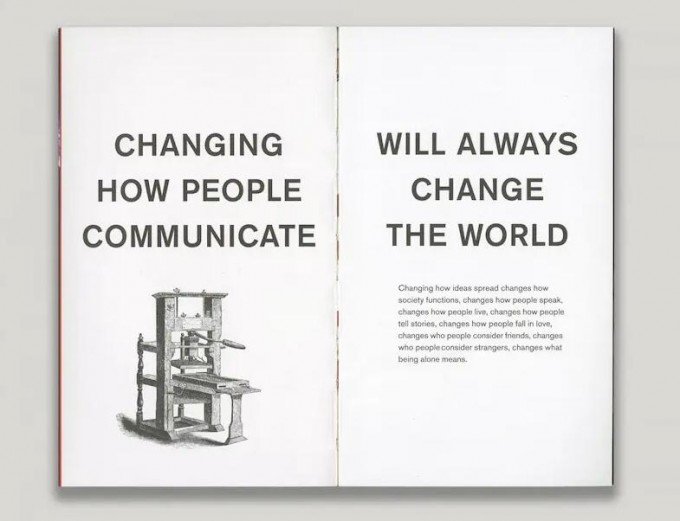 CHANGING
HOW PEOPLE
COMMUNICATE
WILL ALWAYS
CHANGE
THE WORLD
Changing how ideas spread changes how
society functions, changes how people speak,
changes how people live, changes how people
tell stories, changes how people fall in love,
changes who people consider friends, changes
who people consider strangers, changes what
being alone means.